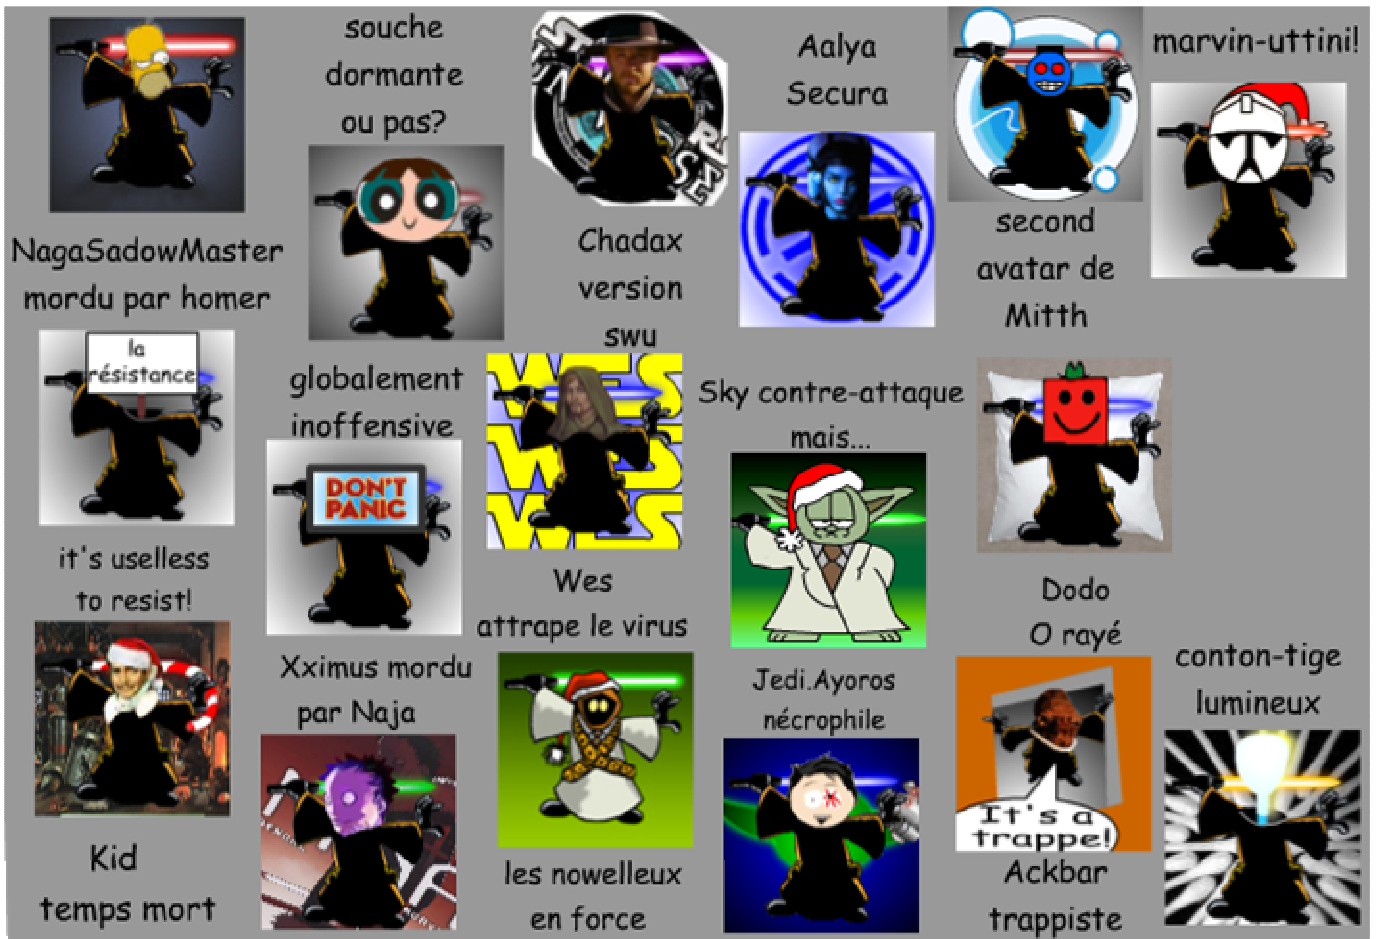 NagaSadowMaster
mordu par homer
souche
dormante
ou pas?
Chadax
version
swu
Aalya
Secura
second
avatar de
Mitth
marvin-uttini!
la
résistance
it's uselless
to resist!
globalement
inoffensive
DON'T
PANIC
WES
WES
WES
Wes
attrape le virus
Sky contre-attaque
mais...
Dodo
O rayé
Kid
temps mort
Xximus mordu
par Naja
les nowelleux
en force
Jedi.Ayoros
nécrophile
It's a
trappe!
Ackbar
trappiste
conton-tige
lumineux